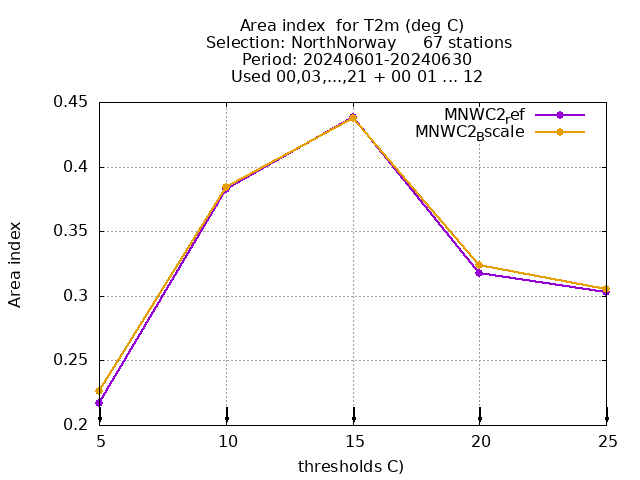 Area index  for T2m (deg C)
Selection: NorthNorway     67 stations
Period: 20240601-20240630
Used 00,03,...,21 + 00 01 ... 12
0.45
0.4
0.35
0.3
0.25
0.2
Area index
MNWC2ref
MNWC2Bscale
5 10 15 20 25
thresholds C)